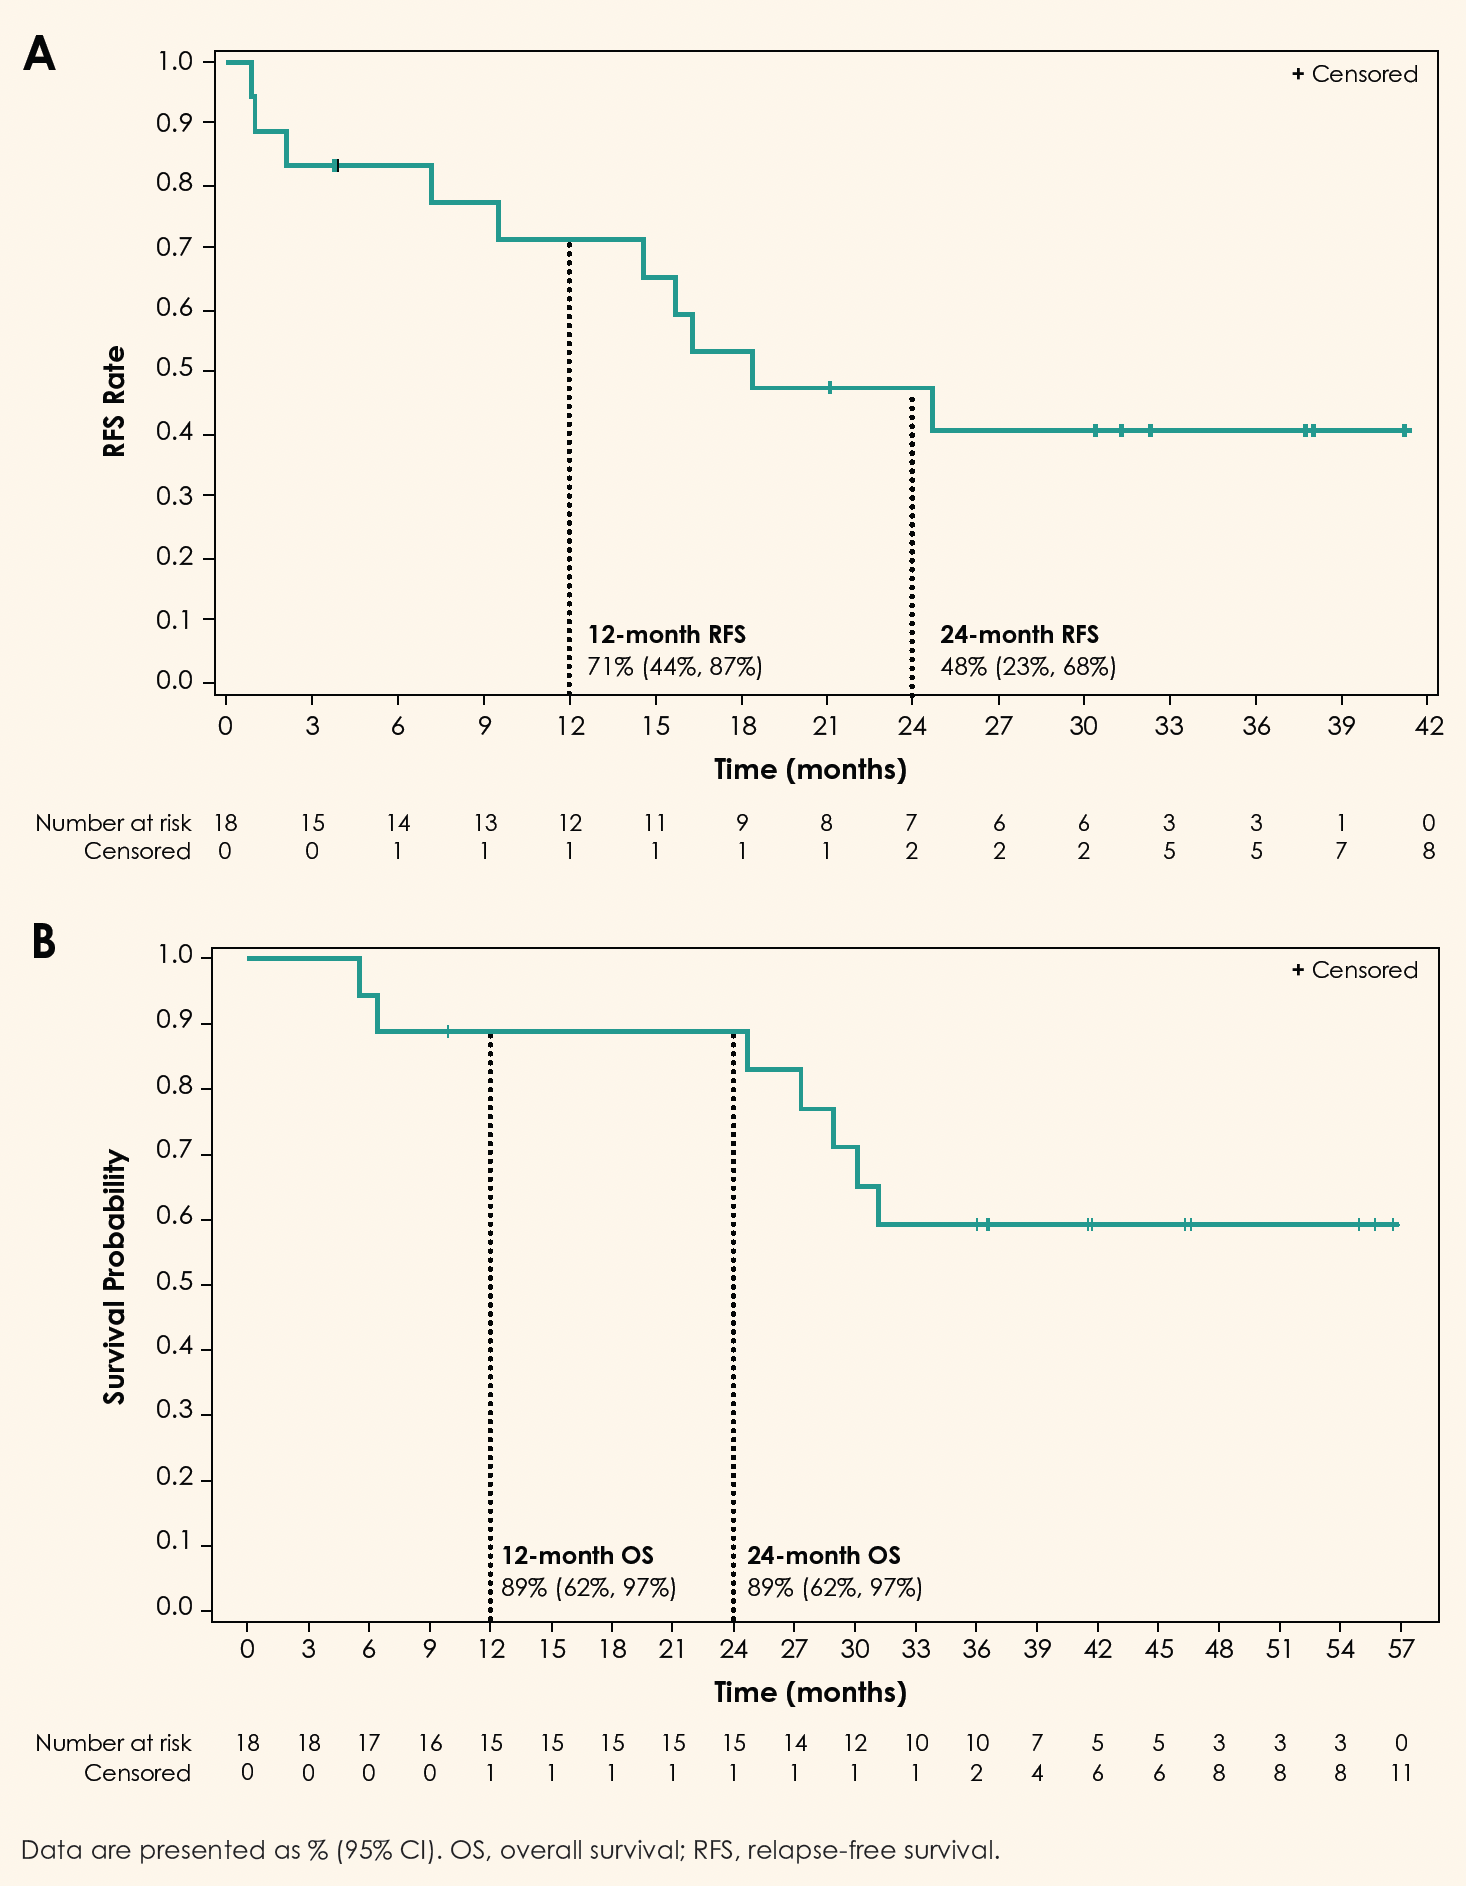 A
+ Censored
1.0
0.9
0.8
0.7
0.6
0.5
0.4
0.3
0.2
0.1
0.0
RFS Rate
12-month RFS
71% (44%, 87%)
24-month RFS
48% (23%, 68%)
0 3 6 9 12 15 18 21 24 27 30 33 36 39 42
Time (months)
Number at risk 18 15 14 13 12 11 9 8 7 6 6 3 3 1 0
Censored 0 0 1 1 1 1 1 1 2 2 2 5 5 7 8
B
+ Censored
1.0
0.9
0.8
0.7
0.6
0.5
0.4
0.3
0.2
0.1
0.0
Survival Probability
12-month OS
89% (62%, 97%)
24-month OS
89% (62%, 97%)
0 3 6 9 12 15 18 21 24 27 30 33 36 39 42 45 48 51 54 57
Time (months)
Number at risk 18 18 17 16 15 15 15 15 15 14 12 10 10 7 5 5 3 3 3 0
Censored 0 0 0 0 1 1 1 1 1 1 1 1 2 4 6 6 8 8 8 11
Data are presented as % (95% CI). OS, overall survival; RFS, relapse-free survival.